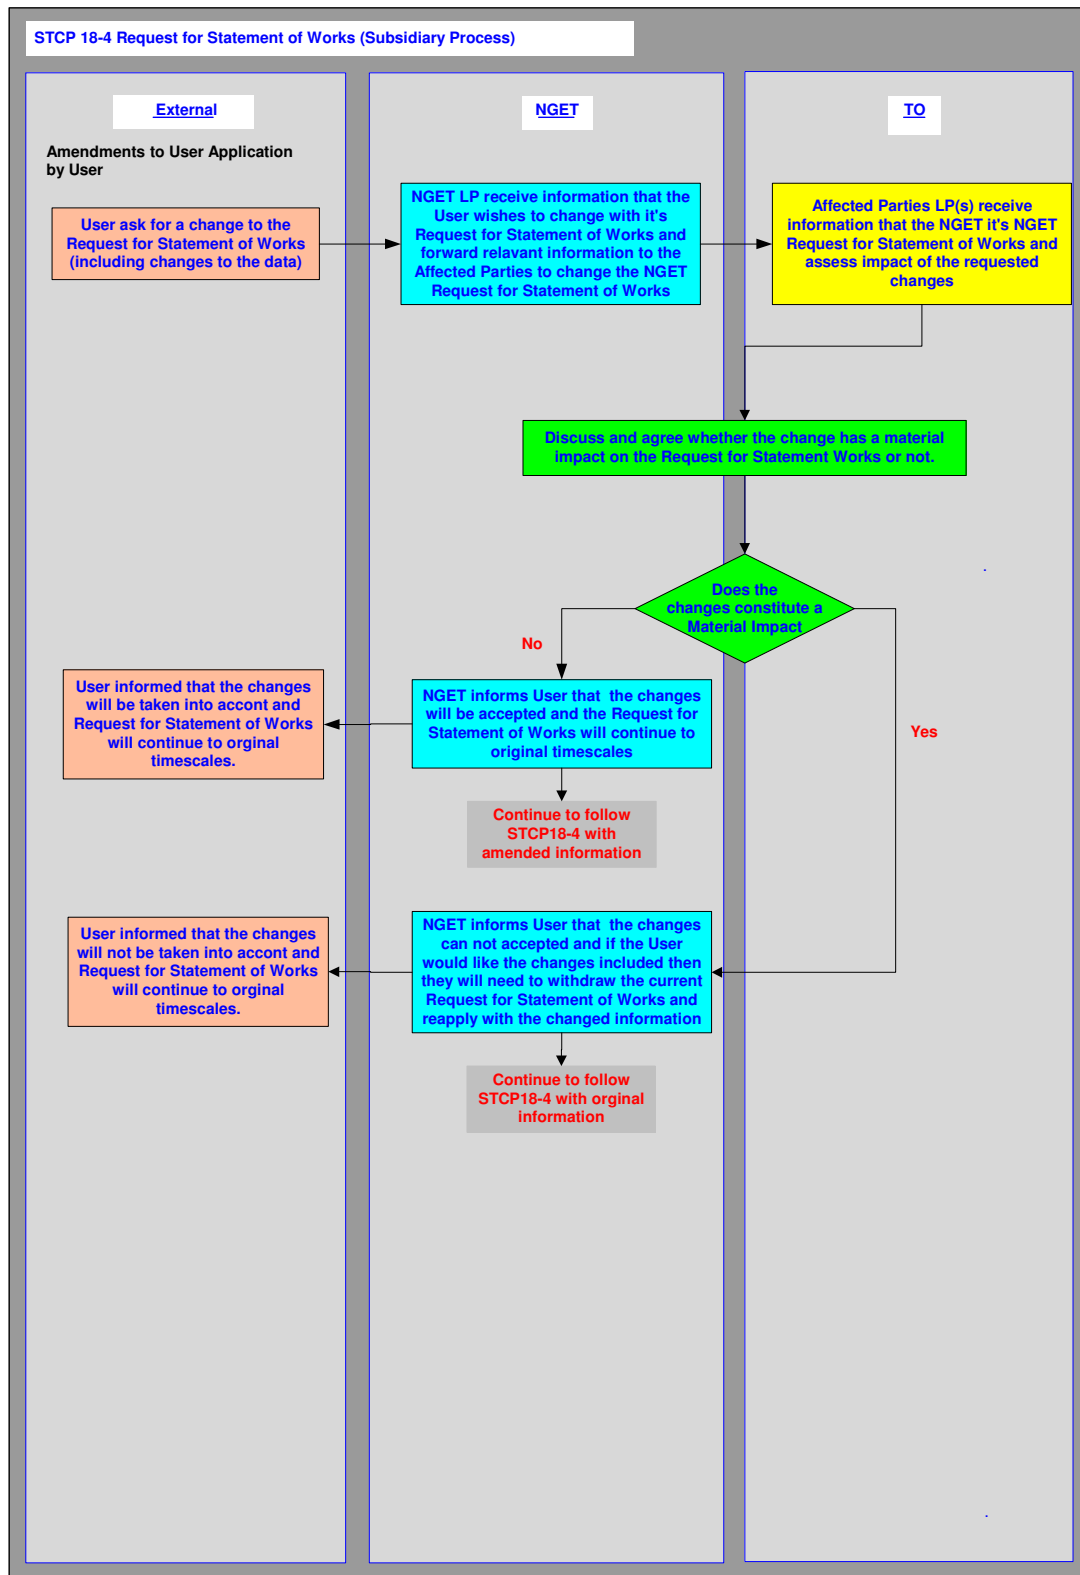 STCP 18-4 Request for Statement of Works (Subsidiary Process)
External
NGET
TO
Amendments to User Application
by User
User ask for a change to the
Request for Statement of Works
(including changes to the data)
NGET LP receive information that the
User wishes to change with it's
Request for Statement of Works and
forward relavant information to the
Affected Parties to change the NGET
Request for Statement of Works
Affected Parties LP(s) receive
information that the NGET it's NGET
Request for Statement of Works and
assess impact of the requested
changes
Discuss and agree whether the change has a material
impact on the Request for Statement Works or not.
Does the
changes constitute a
Material Impact
No
Yes
User informed that the changes
will be taken into accont and
Request for Statement of Works
will continue to orginal
timescales.
NGET informs User that  the changes
will be accepted and the Request for
Statement of Works will continue to
original timescales
Continue to follow
STCP18-4 with
amended information
User informed that the changes
will not be taken into accont and
Request for Statement of Works
will continue to orginal
timescales.
NGET informs User that  the changes
can not accepted and if the User
would like the changes included then
they will need to withdraw the current
Request for Statement of Works and
reapply with the changed information
Continue to follow
STCP18-4 with orginal
information